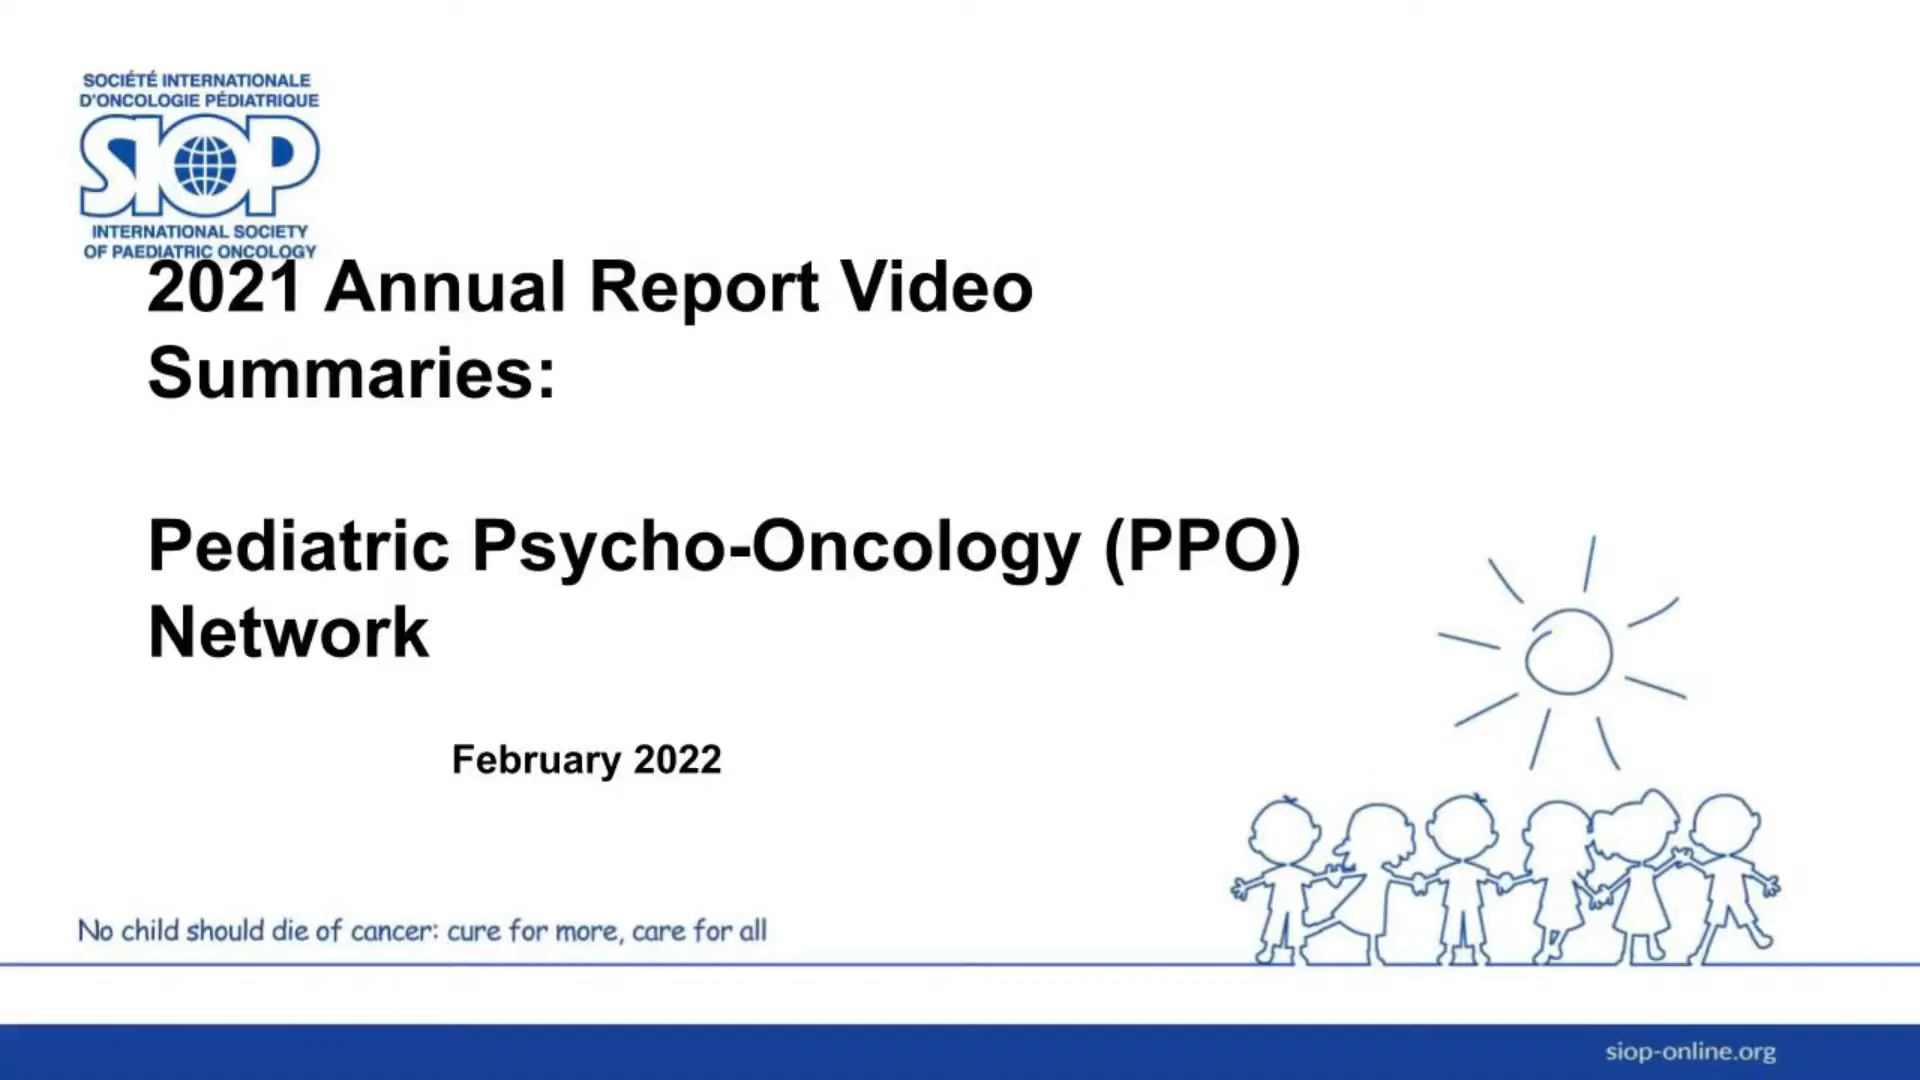 SOCIÉTÉ INTERNATIONALE
D'ONCOLOGIE PÉDIATRIQUE
SIOP
INTERNATIONAL SOCIETY
OF PAEDIATRIC ONCOLOGY
2021 Annual Report Video
Summaries:
Pediatric Psycho-Oncology (PPO)
Network
February 2022
No child should die of cancer: cure for more, care for all
siop-online.org